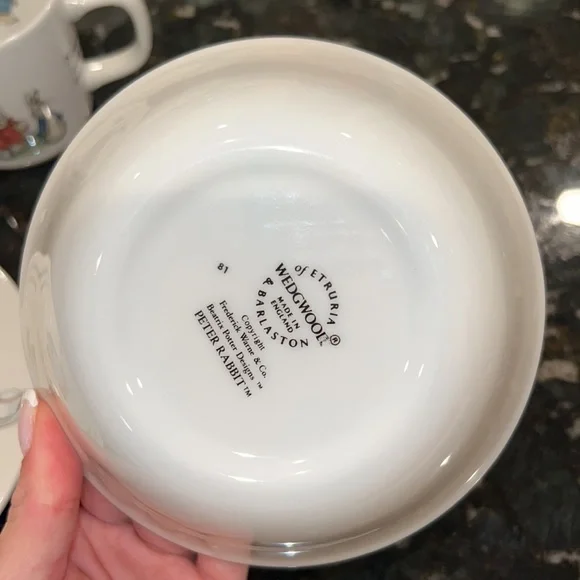 81
of ETRURIA
WEDGWOOD®
MADE IN
ENGLAND
& BARLASTON
Copyright
Frederick Warne & Co.
Beatrix Potter Designs ™
PETER RABBIT™